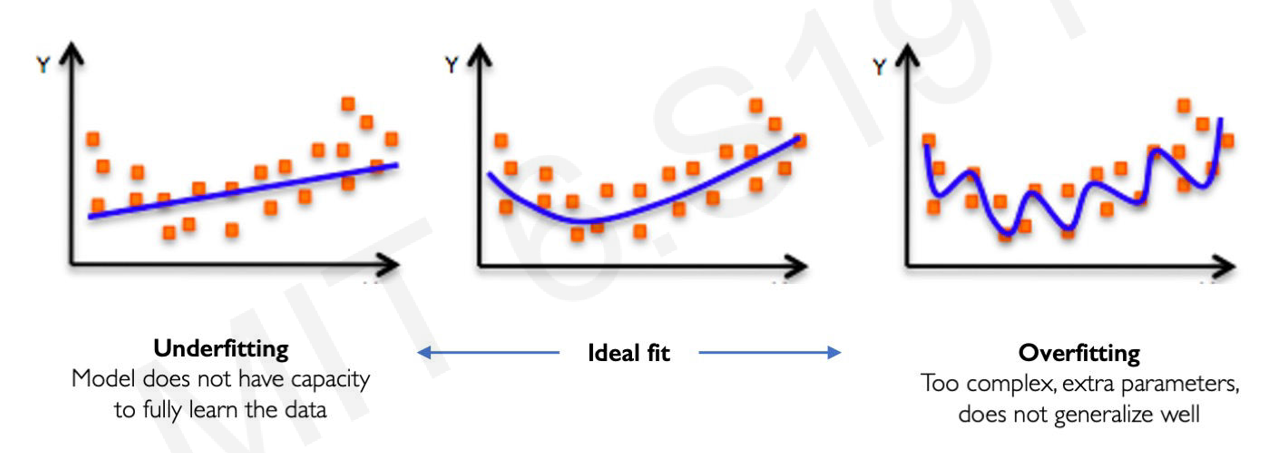 Y
Y
Y
Underfitting
Model does not have capacity
to fully learn the data
Ideal fit
Overfitting
Too complex, extra parameters,
does not generalize well
MIT 6.S191